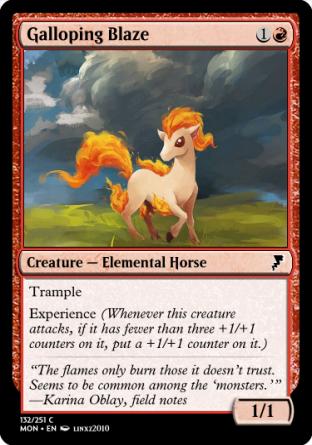 Galloping Blaze 1
Creature — Elemental Horse
Trample
Experience (Whenever this creature
attacks, if it has fewer than three +1/+1
counters on it, put a +1/+1 counter on it.)
“The flames only burn those it doesn’t trust.
Seems to be common among the ‘monsters.’”
—Karina Oblay, field notes
1/1
132/251 C
MON • EN LINXZ2010